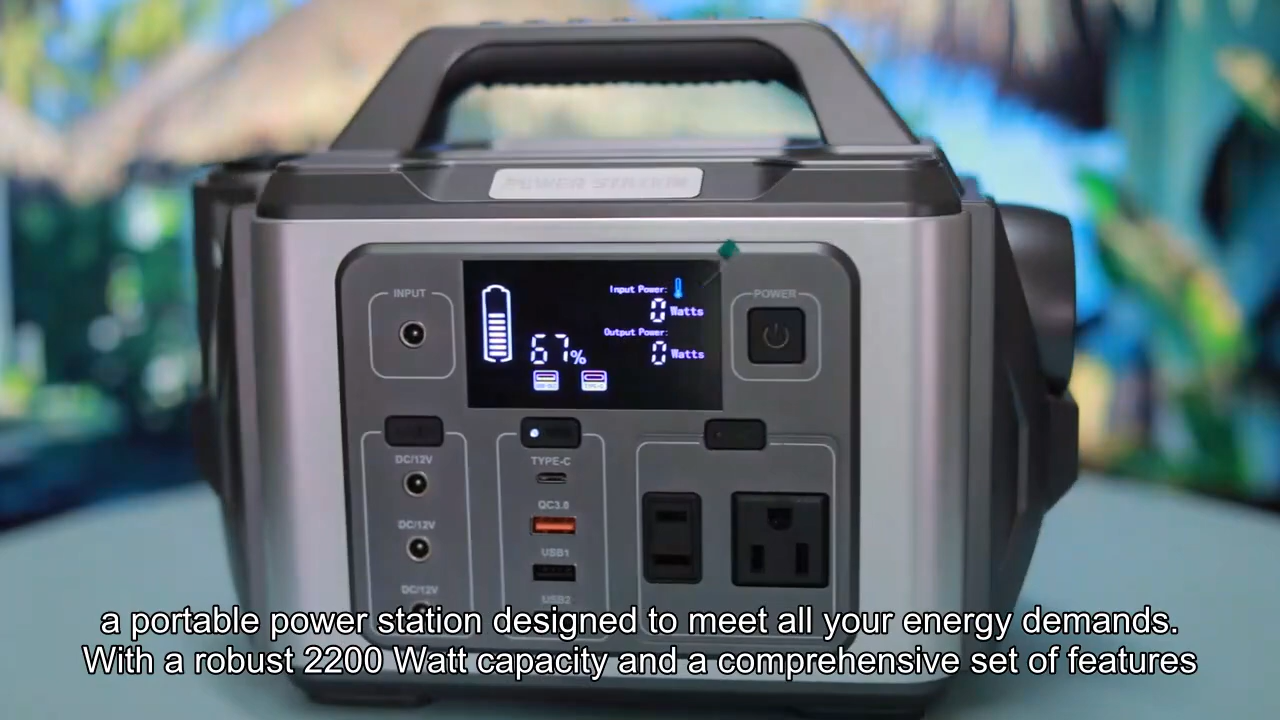 POWER STATION
INPUT
Input Power:
0 Watts
Output Power:
0 Watts
67%
TYPE-C
POWER
DC/12V
DC/12V
DC/12V
TYPE-C
QC3.0
USB1
USB2
a portable power station designed to meet all your energy demands.
With a robust 2200 Watt capacity and a comprehensive set of features